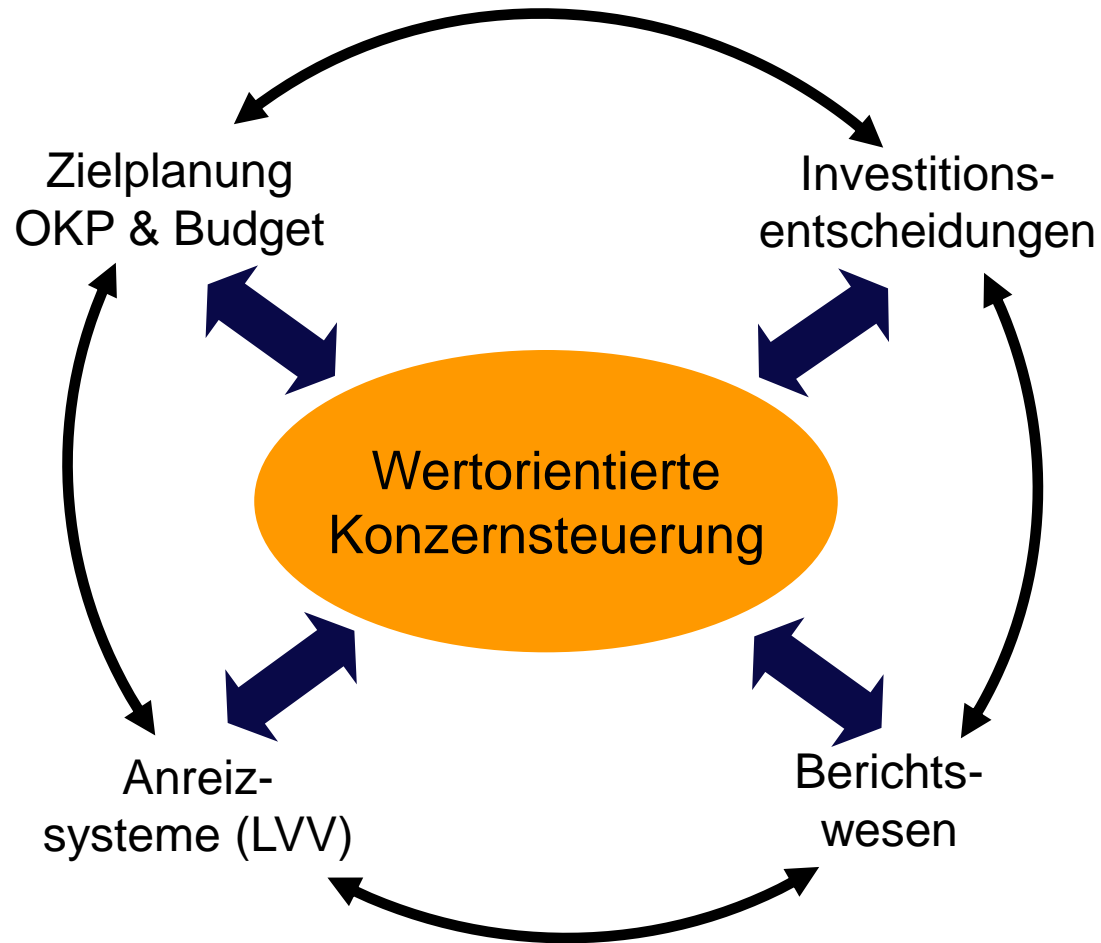 Zielplanung
OKP & Budget
Investitions-
entscheidungen
Wertorientierte
Konzernsteuerung
Anreiz-
systeme (LVV)
Berichts-
wesen